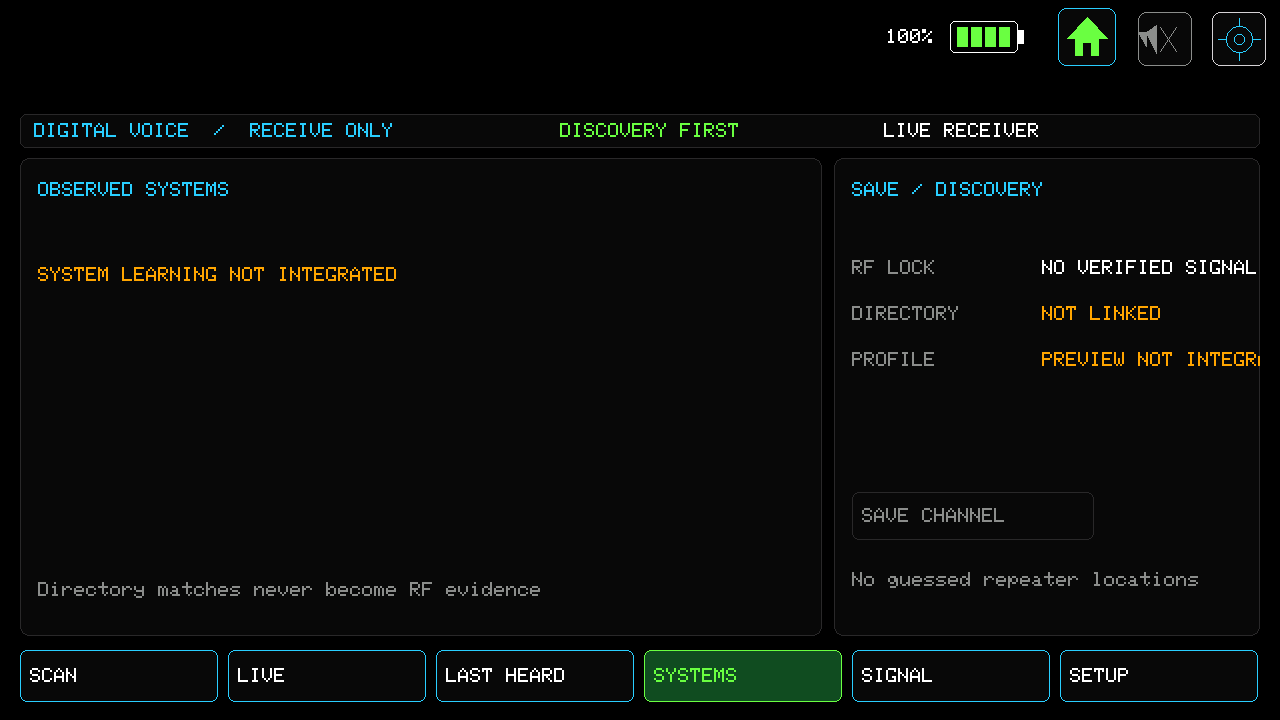 100%
DIGITAL VOICE / RECEIVE ONLY DISCOVERY FIRST LIVE RECEIVER
OBSERVED SYSTEMS
SYSTEM LEARNING NOT INTEGRATED
Directory matches never become RF evidence
SAVE / DISCOVERY
RF LOCK NO VERIFIED SIGNAL
DIRECTORY NOT LINKED
PROFILE PREVIEW NOT INTEGR
SAVE CHANNEL
No guessed repeater locations
SCAN LIVE LAST HEARD SYSTEMS SIGNAL SETUP